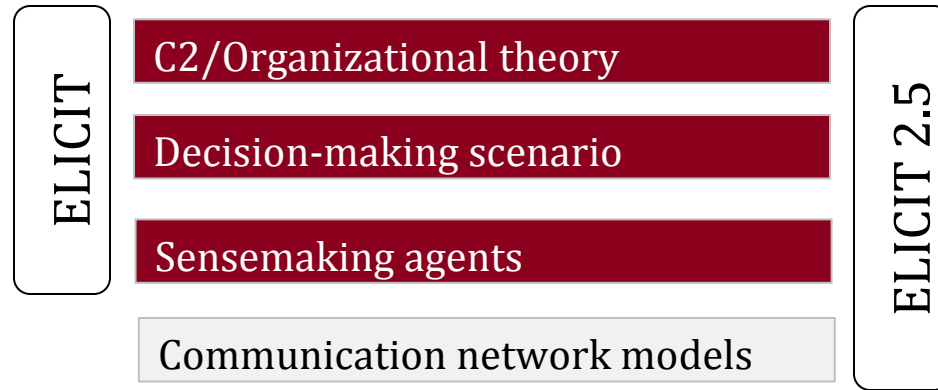 ELICIT
C2/Organizational theory
Decision-making scenario
Sensemaking agents
Communication network models
ELICIT 2.5